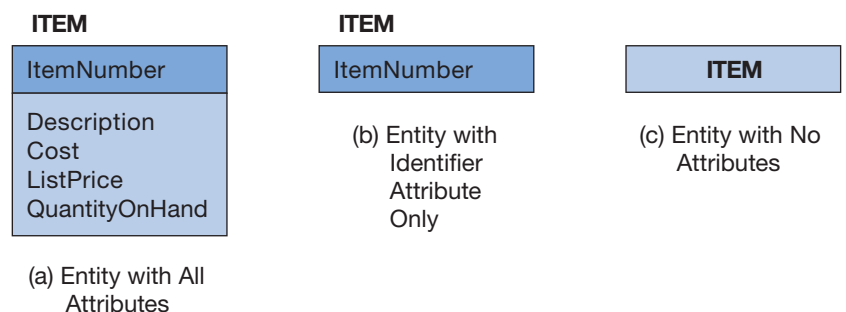 ITEM
ItemNumber
Description
Cost
ListPrice
QuantityOnHand
(a) Entity with All
Attributes
ITEM
ItemNumber
(b) Entity with
Identifier
Attribute
Only
ITEM
(c) Entity with No
Attributes